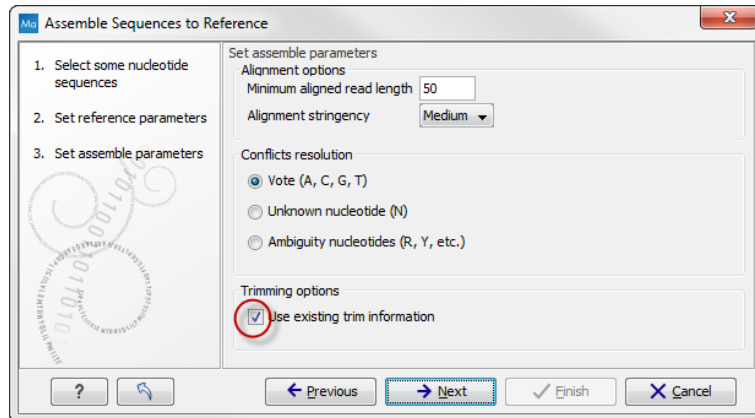 Ma Assemble Sequences to Reference
1. Select some nucleotide
sequences
2. Set reference parameters
3. Set assemble parameters
Set assemble parameters
Alignment options
Minimum aligned read length 50
Alignment stringency Medium
Conflicts resolution
Vote (A, C, G, T)
Unknown nucleotide (N)
Ambiguity nucleotides (R, Y, etc.)
Trimming options
Use existing trim information
? Previous Next Finish Cancel